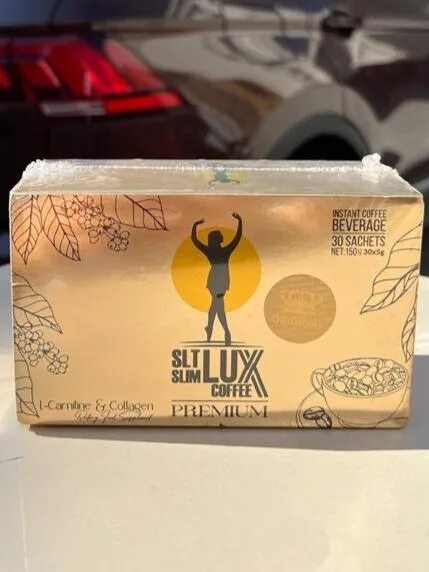 INSTANT COFFEE
BEVERAGE
30 SACHETS
NET:150g 30x5g
ORIGINAL
SLT
SLIM
LUX
COFFEE
PREMIUM
L-Carnitine & Collagen